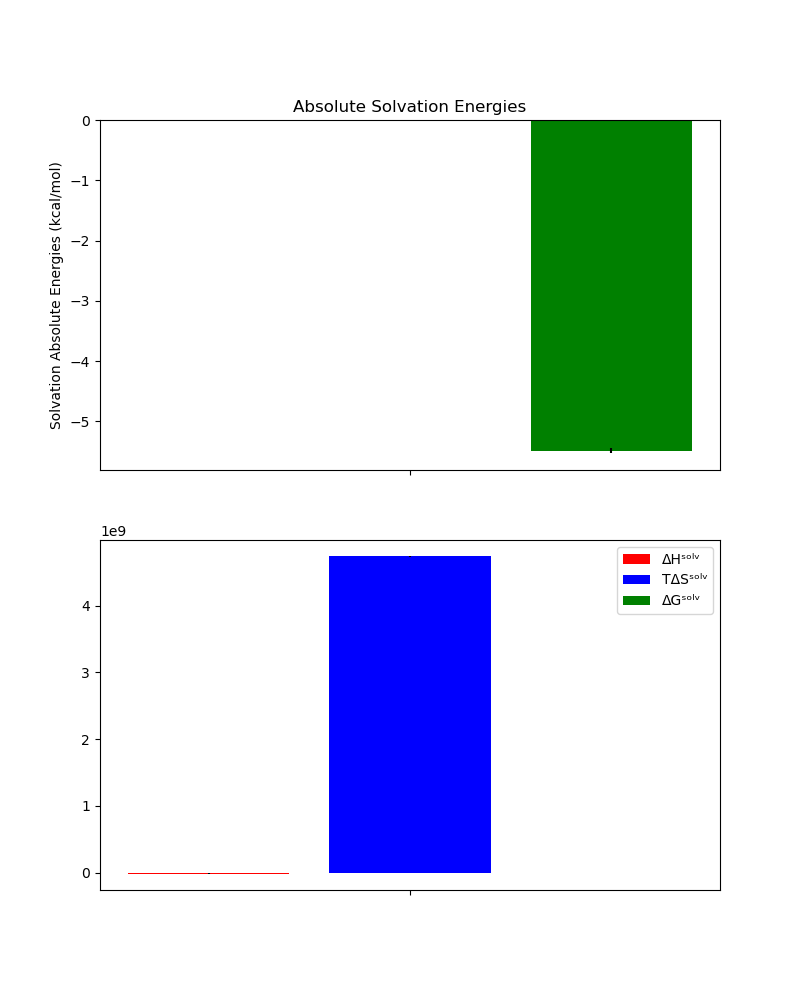 Absolute Solvation Energies
Solvation Absolute Energies (kcal/mol)
0
−1
−2
−3
−4
−5
1e9
4
3
2
1
0
ΔHˢᵒˡᵛ
TΔSˢᵒˡᵛ
ΔGˢᵒˡᵛ